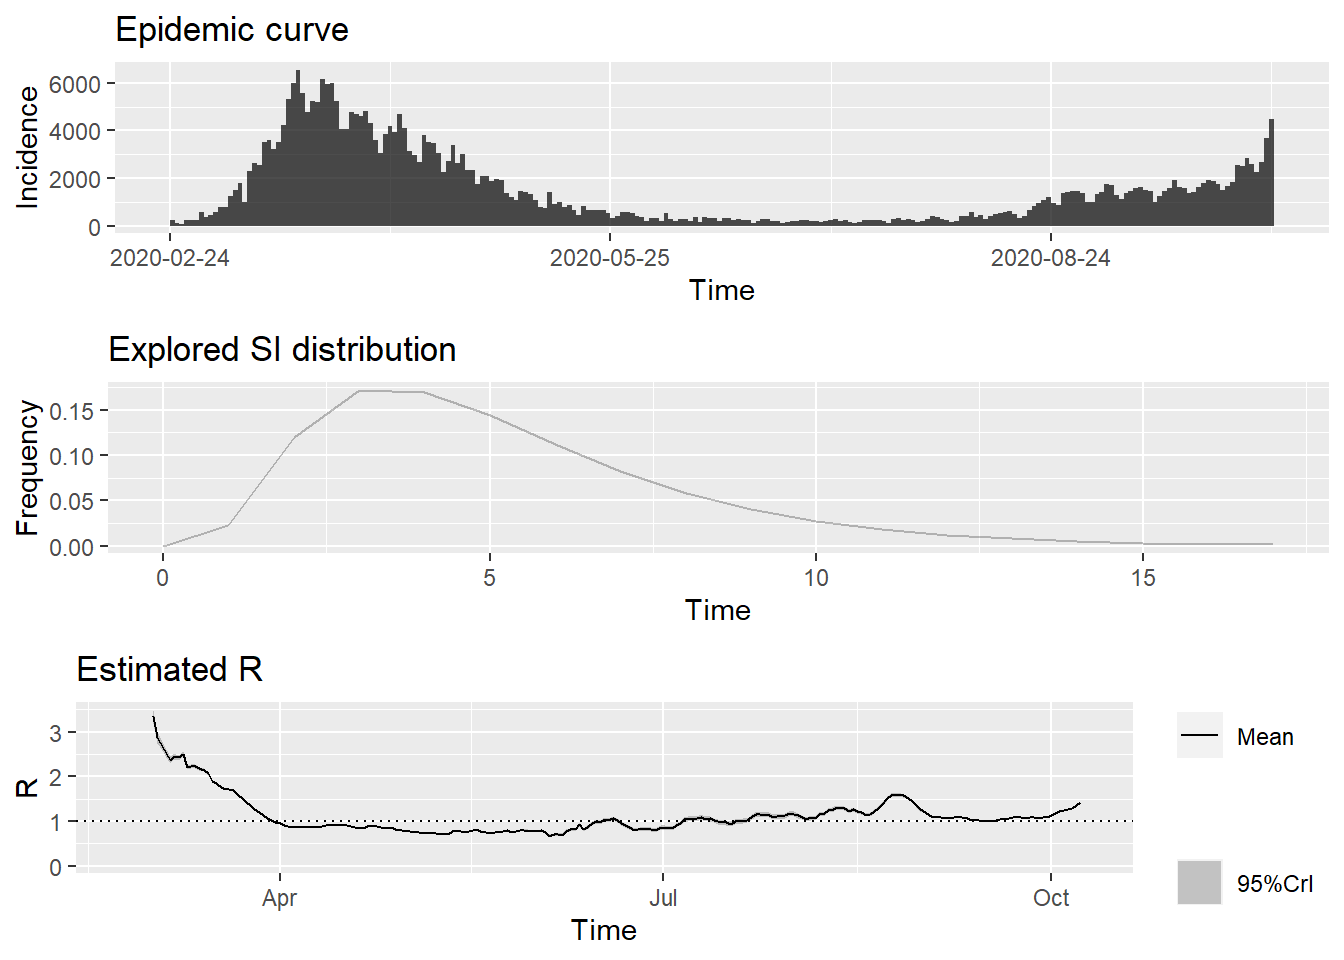 Epidemic curve
Incidence
6000
4000
2000
0
2020-02-24 2020-05-25 2020-08-24
Time
Explored SI distribution
Frequency
0.15
0.10
0.05
0.00
0 5 10 15
Time
Estimated R
R
3
2
1
0
Apr Jul Oct
Time
Mean
95%CrI